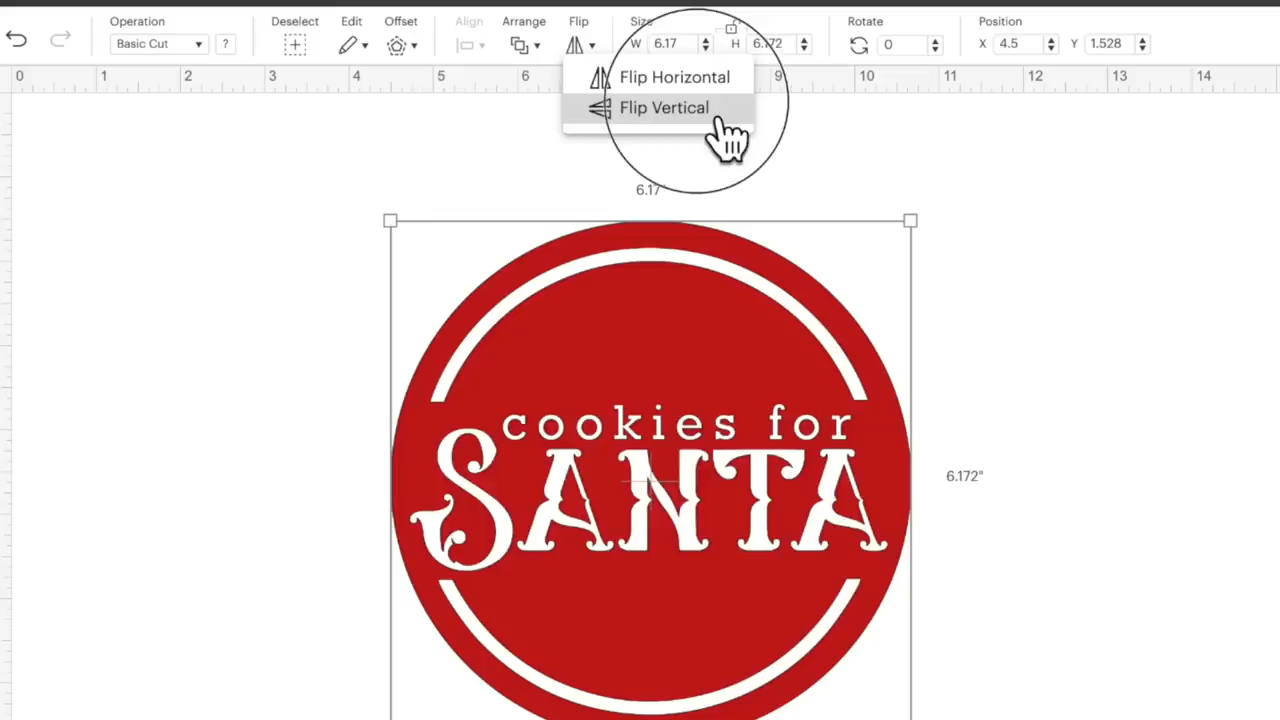 Operation
Deselect
Edit
Offset
Align
Arrange
Flip
Size
Rotate
Position
Basic Cut
?
W 6.17
H 6.172
0
X 4.5
Y 1.528
0 1 2 3 4 5 6 9 10 11 12 13 14
Flip Horizontal
Flip Vertical
6.17"
cookies for
SANTA
6.172"